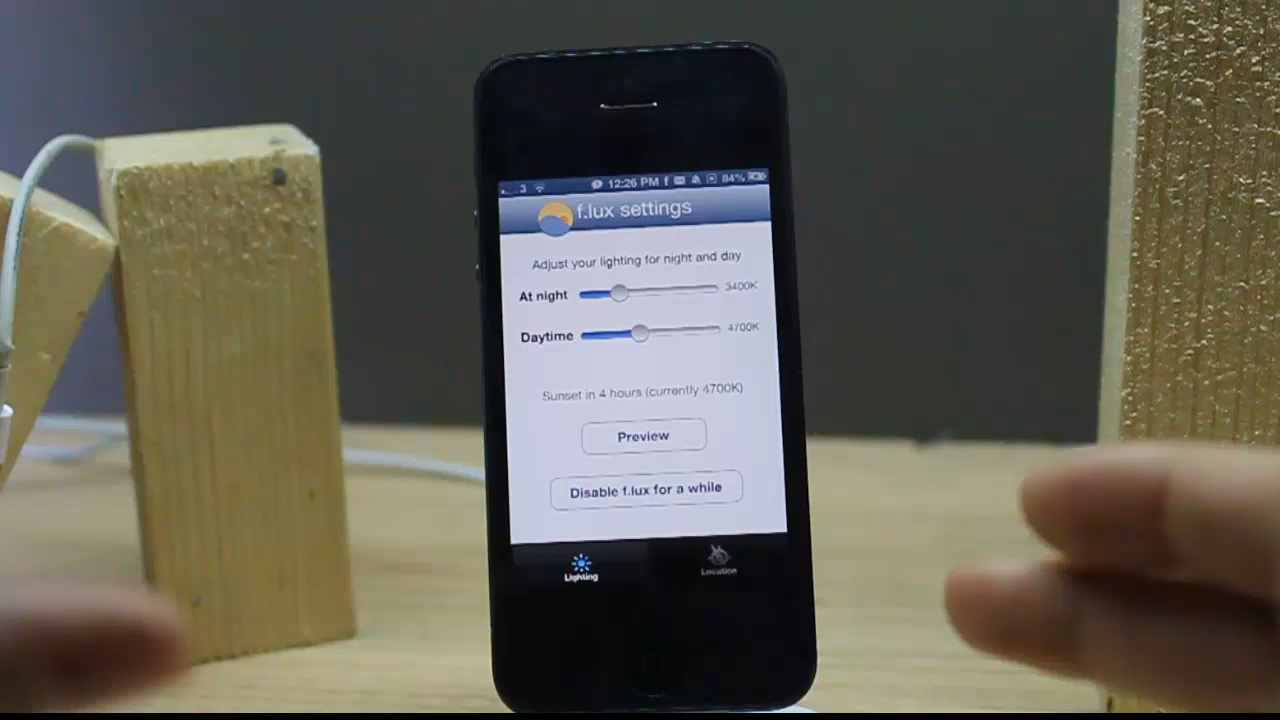 3 12:26 PM f 84%
f.lux settings
Adjust your lighting for night and day
At night 3400K
Daytime 4700K
Sunset in 4 hours (currently 4700K)
Preview
Disable f.lux for a while
Lighting Location